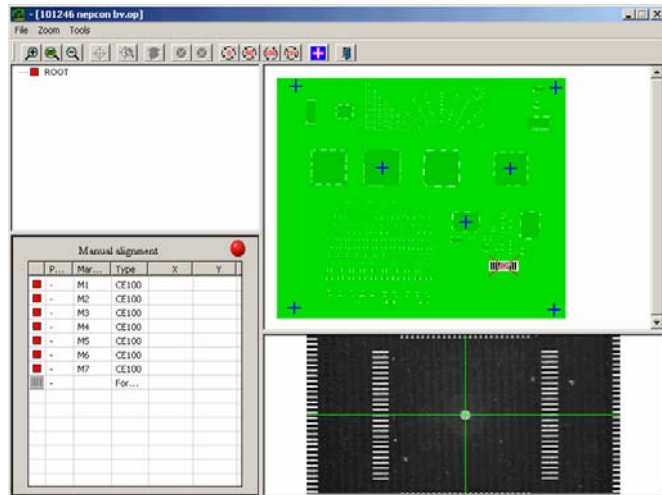 - [101246 nepcon bv.op]
File Zoom Tools
ROOT
Manual alignment
P... Mar... Type X Y
- M1 CE100
- M2 CE100
- M3 CE100
- M4 CE100
- M5 CE100
- M6 CE100
- M7 CE100
- For...